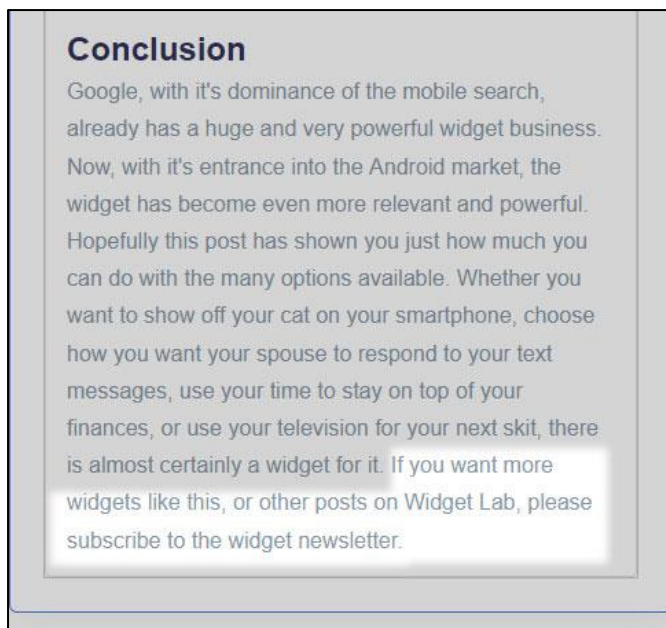 Conclusion
Google, with it's dominance of the mobile search,
already has a huge and very powerful widget business.
Now, with it's entrance into the Android market, the
widget has become even more relevant and powerful.
Hopefully this post has shown you just how much you
can do with the many options available. Whether you
want to show off your cat on your smartphone, choose
how you want your spouse to respond to your text
messages, use your time to stay on top of your
finances, or use your television for your next skit, there
is almost certainly a widget for it. If you want more
widgets like this, or other posts on Widget Lab, please
subscribe to the widget newsletter.